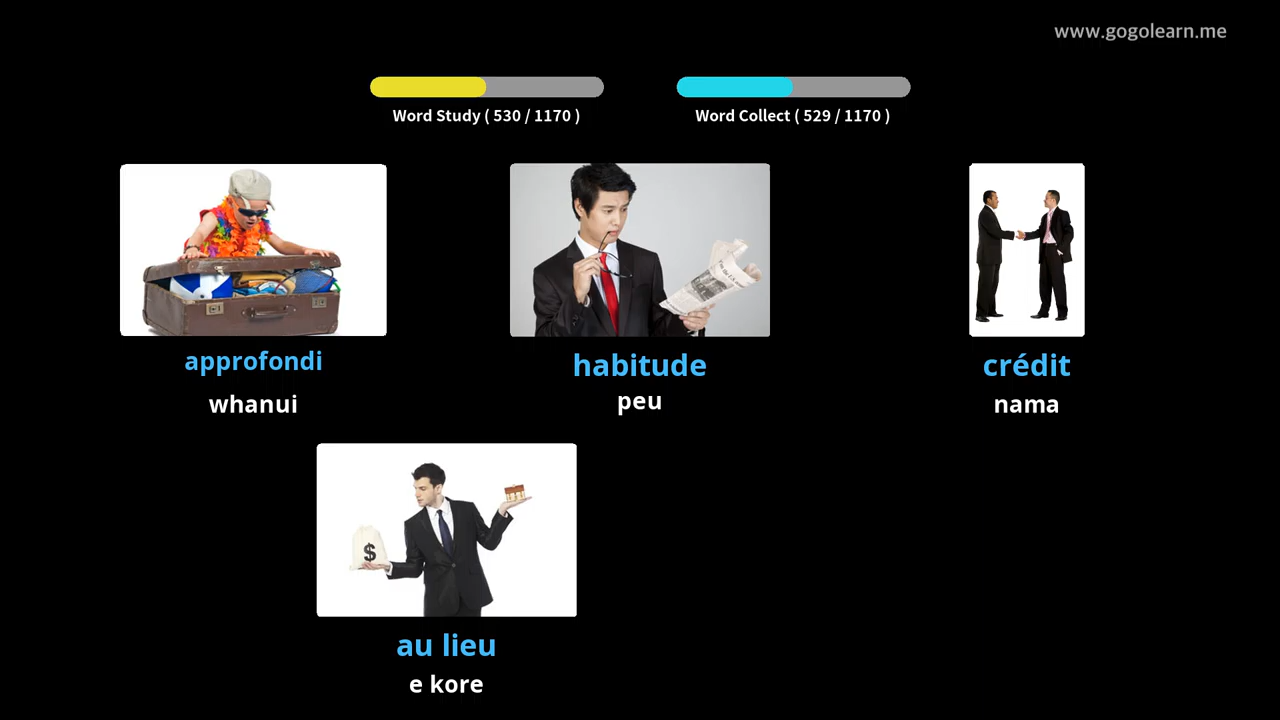 www.gogolearn.me
Word Study ( 530 / 1170 )
Word Collect ( 529 / 1170 )
approfondi
whanui
habitude
peu
crédit
nama
$
au lieu
e kore